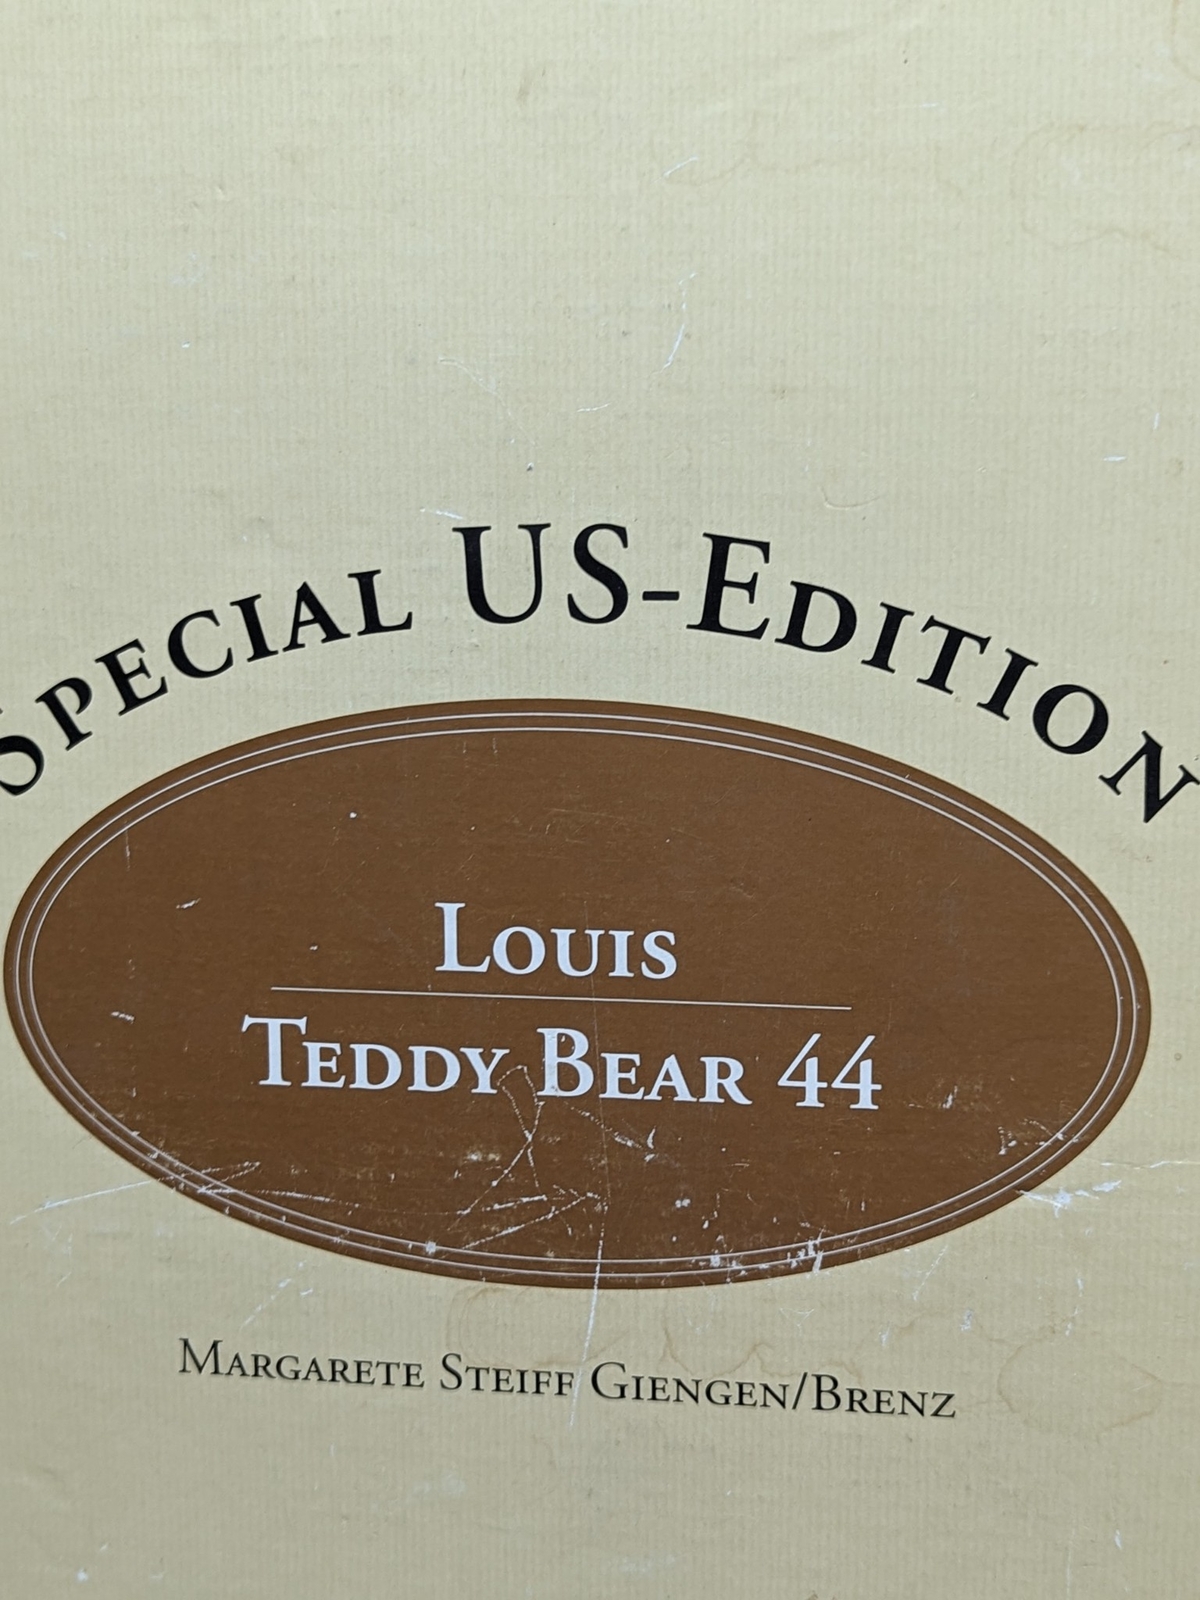 Special US-Edition
Louis
Teddy Bear 44
Margarete Steiff Giengen/Brenz